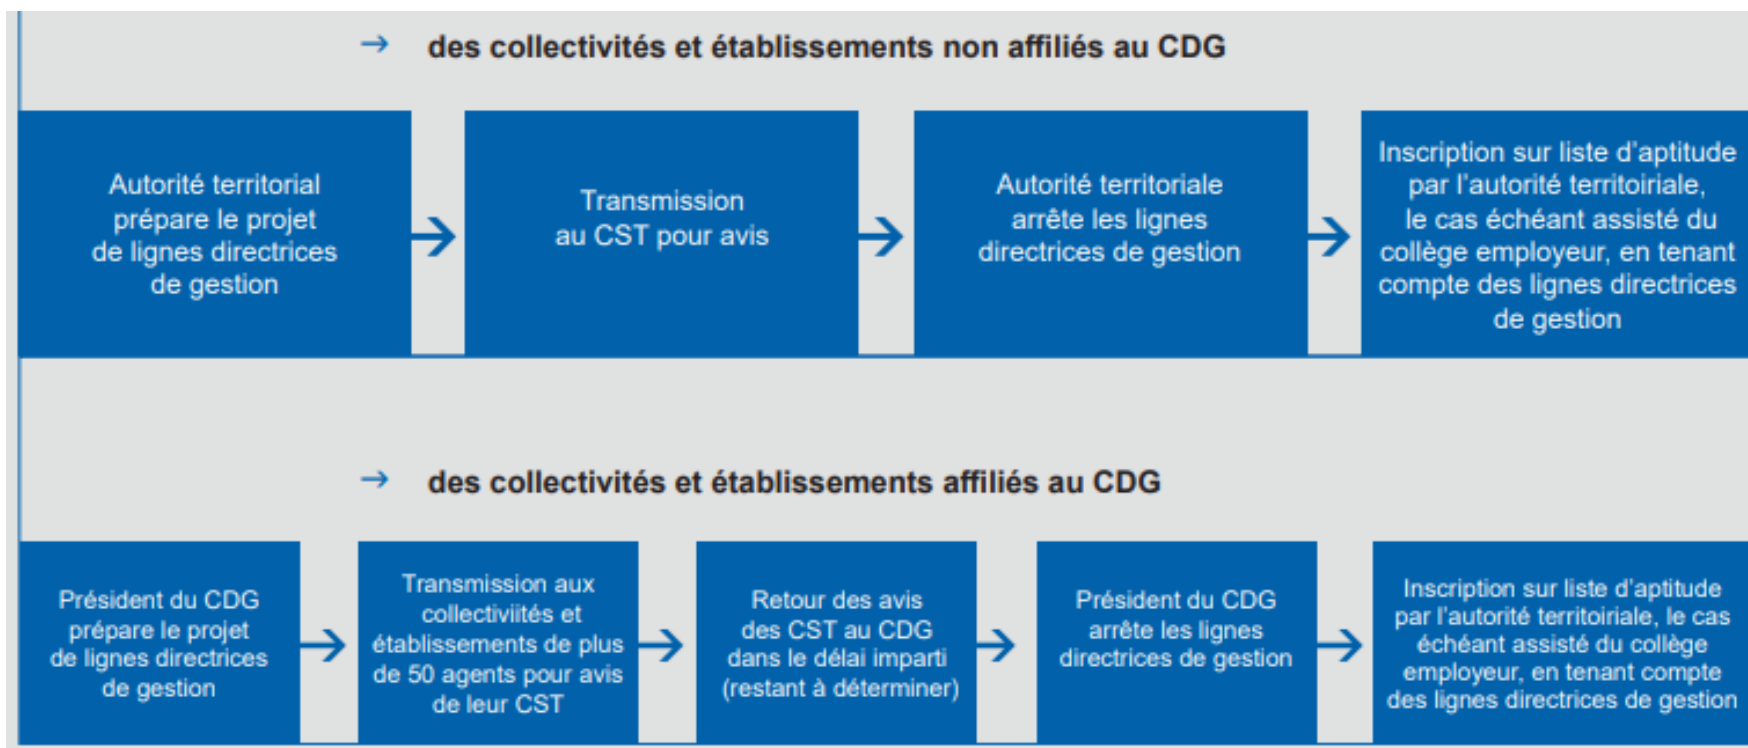 → des collectivités et établissements non affiliés au CDG
Autorité territorial
prépare le projet
de lignes directrices
de gestion
Transmission
au CST pour avis
Autorité territoriale
arrête les lignes
directrices de gestion
Inscription sur liste d'aptitude
par l'autorité territoiriale,
le cas échéant assisté du
collège employeur, en tenant
compte des lignes directrices
de gestion
→ des collectivités et établissements affiliés au CDG
Président du CDG
prépare le projet
de lignes directrices
de gestion
Transmission aux
collectiviités et
établissements de plus
de 50 agents pour avis
de leur CST
Retour des avis
des CST au CDG
dans le délai imparti
(restant à déterminer)
Président du CDG
arrête les lignes
directrices de gestion
Inscription sur liste d'aptitude
par l'autorité territoiriale, le cas
échéant assisté du collège
employeur, en tenant compte
des lignes directrices de gestion